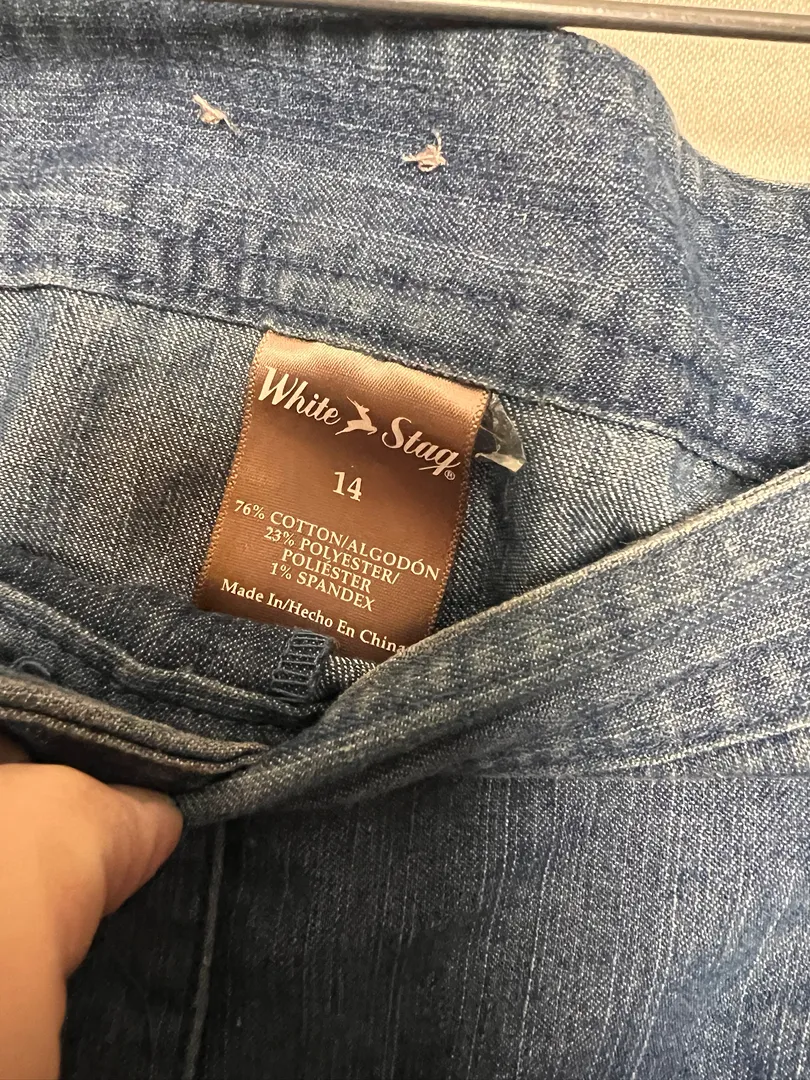 White Stag®
14
76% COTTON/ALGODÓN
23% POLYESTER/
POLIÉSTER
1% SPANDEX
Made In/Hecho En China